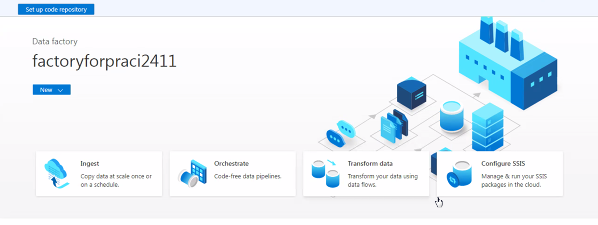 Set up code repository
Data factory
factoryforpraci2411
New
Ingest
Copy data at scale once or
on a schedule.
Orchestrate
Code-free data pipelines.
Transform data
Transform your data using
data flows.
Configure SSIS
Manage & run your SSIS
packages in the cloud.